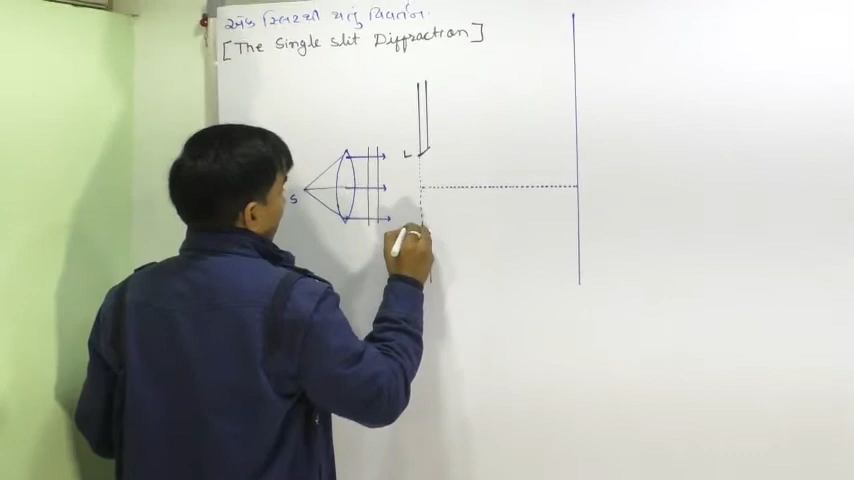 એક સ્લિટથી થતું વિવર્તન.
[The Single slit Diffraction]
L
S